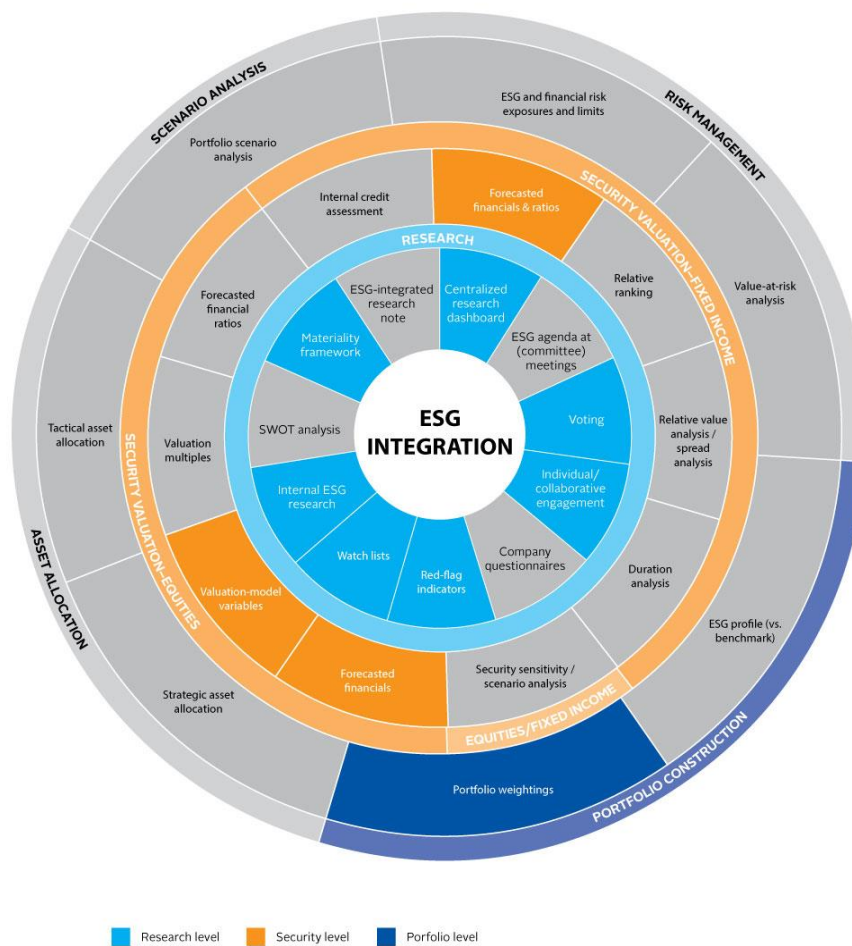 SCENARIO ANALYSIS
RISK MANAGEMENT
Portfolio scenario
analysis
ESG and financial risk
exposures and limits
Value-at-risk
analysis
ESG profile (vs.
benchmark)
PORTFOLIO CONSTRUCTION
Portfolio weightings
Strategic asset
allocation
Tactical asset
allocation
ASSET ALLOCATION
SECURITY VALUATION–FIXED INCOME
Internal credit
assessment
Forecasted
financials & ratios
Relative
ranking
Relative value
analysis /
spread analysis
Duration
analysis
EQUITIES/FIXED INCOME
Security sensitivity /
scenario analysis
SECURITY VALUATION–EQUITIES
Forecasted
financials
Valuation-model
variables
Valuation
multiples
Forecasted
financial
ratios
RESEARCH
ESG-integrated
research
note
Centralized
research
dashboard
ESG agenda at
(committee)
meetings
Voting
Individual/
collaborative
engagement
Company
questionnaires
Red-flag
indicators
Watch lists
Internal ESG
research
SWOT analysis
Materiality
framework
ESG
INTEGRATION
Research level
Security level
Porfolio level